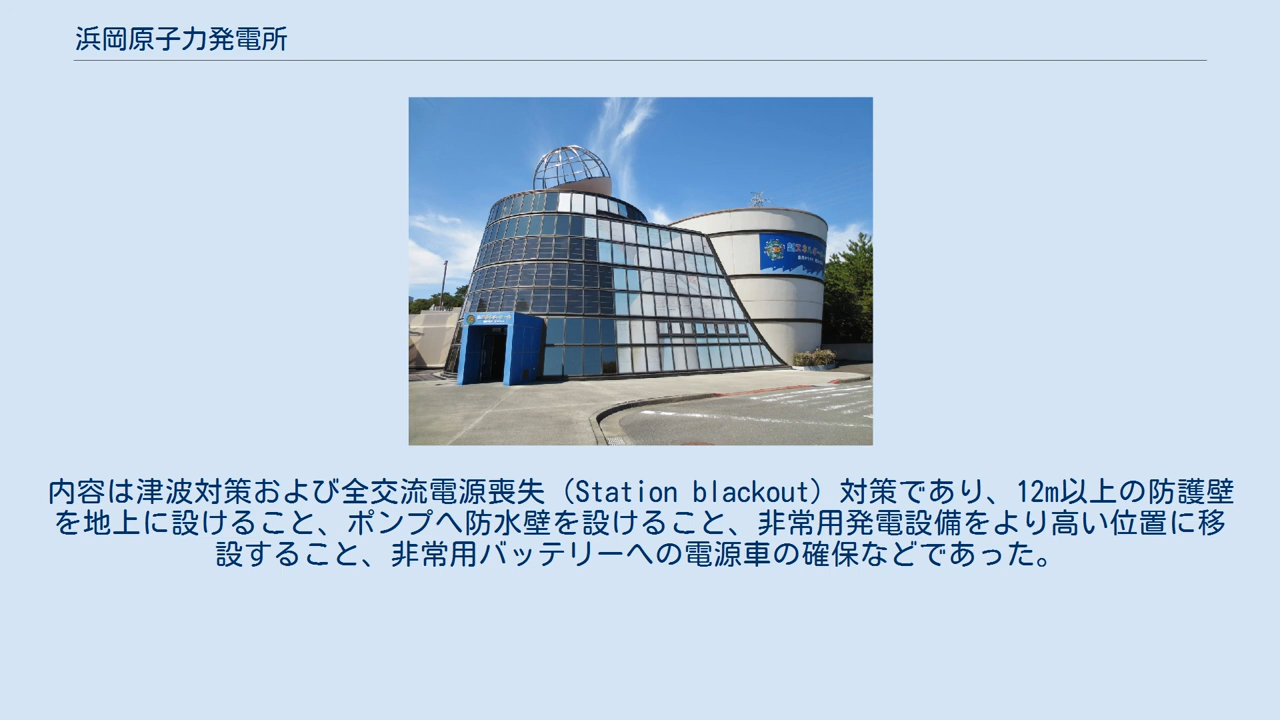 浜岡原子力発電所
内容は津波対策および全交流電源喪失（Station blackout）対策であり、12m以上の防護壁
を地上に設けること、ポンプへ防水壁を設けること、非常用発電設備をより高い位置に移
設すること、非常用バッテリーへの電源車の確保などであった。